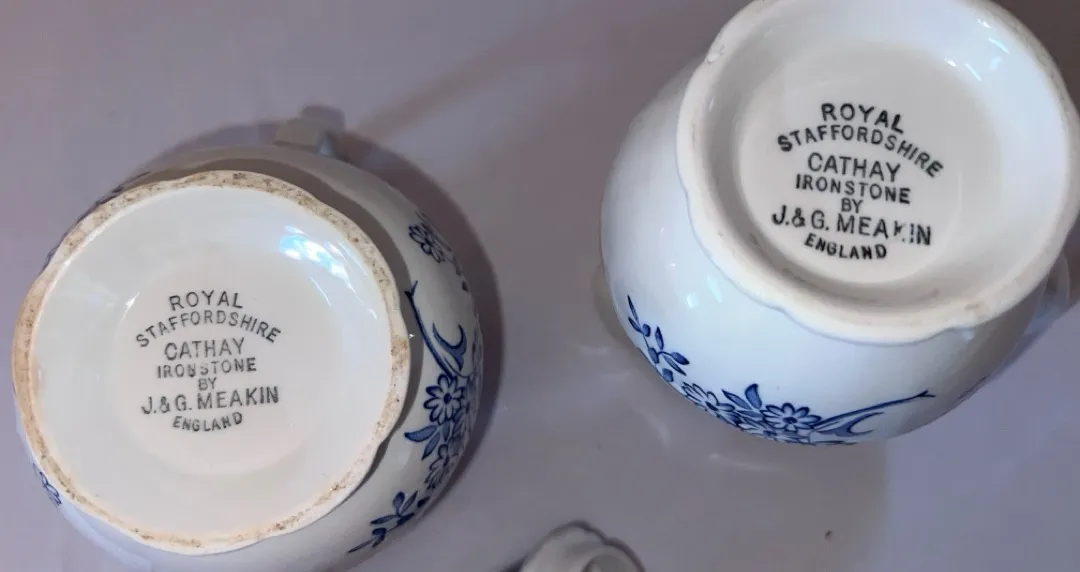 ROYAL
STAFFORDSHIRE
CATHAY
IRONSTONE
BY
J.&G. MEAKIN
ENGLAND
ROYAL
STAFFORDSHIRE
CATHAY
IRONSTONE
BY
J.&G. MEAKIN
ENGLAND